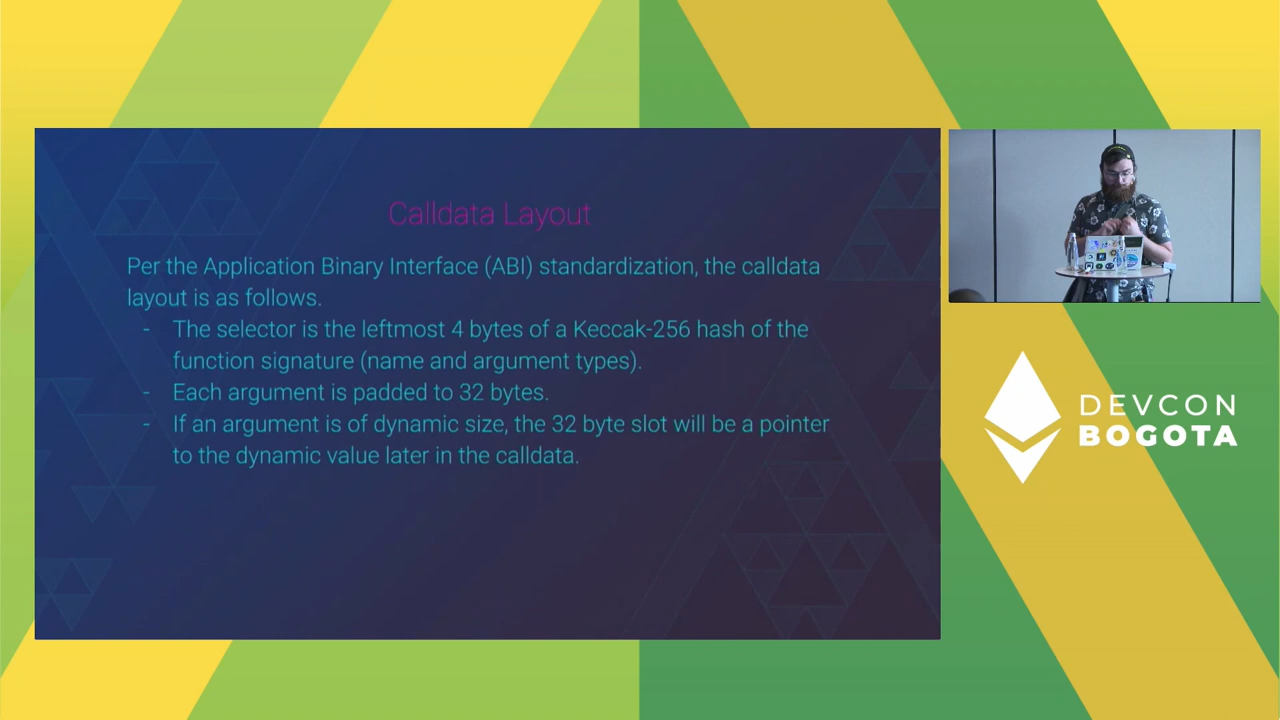 Calldata Layout
Per the Application Binary Interface (ABI) standardization, the calldata
layout is as follows.
- The selector is the leftmost 4 bytes of a Keccak-256 hash of the
function signature (name and argument types).
- Each argument is padded to 32 bytes.
- If an argument is of dynamic size, the 32 byte slot will be a pointer
to the dynamic value later in the calldata.
DEVCON
BOGOTA